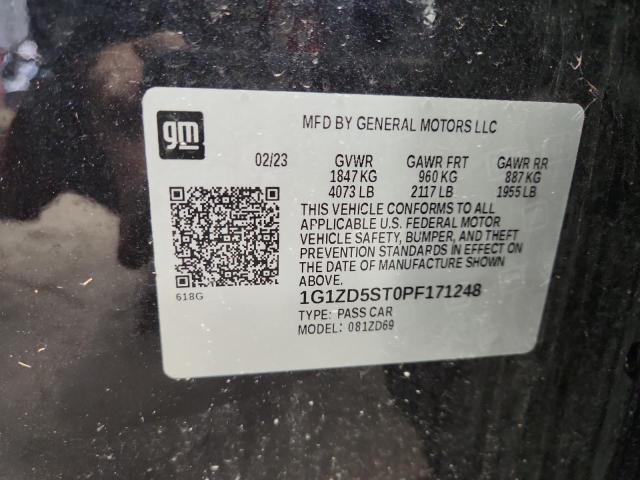 gm
MFD BY GENERAL MOTORS LLC
02/23 GVWR GAWR FRT GAWR RR
1847 KG 960 KG 887 KG
4073 LB 2117 LB 1955 LB
THIS VEHICLE CONFORMS TO ALL
APPLICABLE U.S. FEDERAL MOTOR
VEHICLE SAFETY, BUMPER, AND THEFT
PREVENTION STANDARDS IN EFFECT ON
THE DATE OF MANUFACTURE SHOWN
ABOVE.
618G
1G1ZD5ST0PF171248
TYPE: PASS CAR
MODEL: 081ZD69